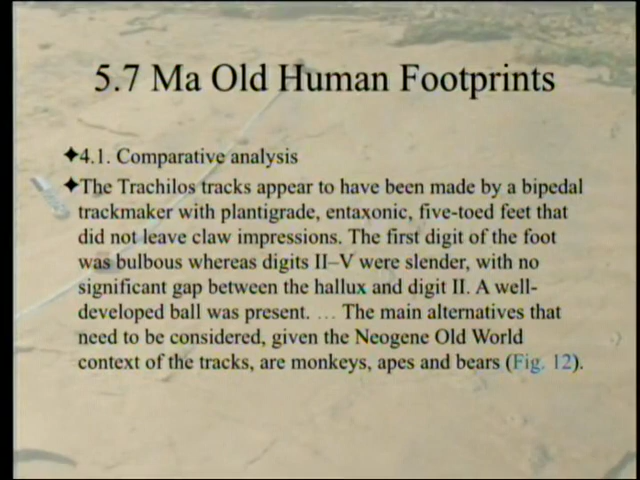 5.7 Ma Old Human Footprints
✦4.1. Comparative analysis
✦The Trachilos tracks appear to have been made by a bipedal
trackmaker with plantigrade, entaxonic, five-toed feet that
did not leave claw impressions. The first digit of the foot
was bulbous whereas digits II–V were slender, with no
significant gap between the hallux and digit II. A well-
developed ball was present. … The main alternatives that
need to be considered, given the Neogene Old World
context of the tracks, are monkeys, apes and bears (Fig. 12).